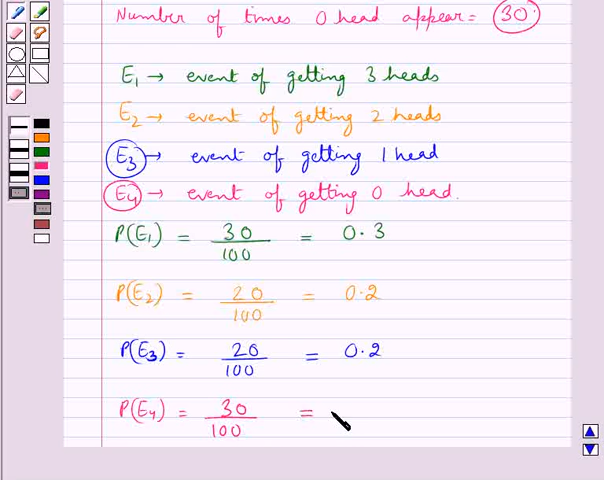 Number of times 0 head appear = 30
E1 → event of getting 3 heads
E2 → event of getting 2 heads
E3 → event of getting 1 head
E4 → event of getting 0 head.
P(E1) = 30/100 = 0.3
P(E2) = 20/100 = 0.2
P(E3) = 20/100 = 0.2
P(E4) = 30/100 =